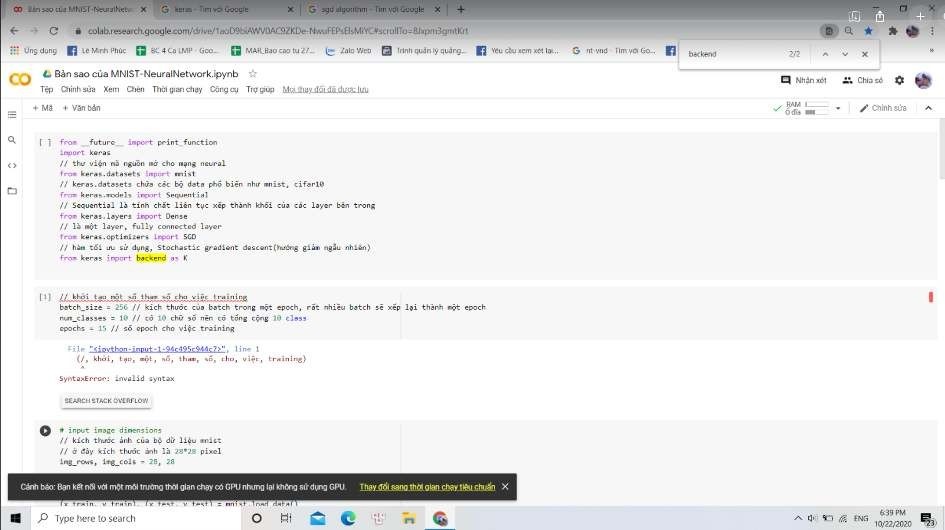 Bản sao của MNIST-NeuralNetwo
keras - Tìm với Google
sgd algorithm - Tìm với Google
colab.research.google.com/drive/1aoD9biAWV0AC9ZKDe-NwuFEPsElsMiYC#scrollTo=8Jxpm3gmtKrt
Ứng dụng
Lê Minh Phúc
8C 4 Ca LMP - Goo...
MAR_Bao cao tu 27...
Zalo Web
Trình quản lý quảng...
Yêu cầu xem xét lại...
nt-vnd - Tìm với Go...
backend
2/2
CO
Bản sao của MNIST-NeuralNetwork.ipynb
Tệp Chỉnh sửa Xem Chèn Thời gian chạy Công cụ Trợ giúp Mọi thay đổi đã được lưu
Nhận xét
Chia sẻ
+ Mã + Văn bản
RAM
Ổ đĩa
Chỉnh sửa
[ ] from __future__ import print_function
import keras
// thư viện mã nguồn mở cho mạng neural
from keras.datasets import mnist
// keras.datasets chứa các bộ data phổ biến như mnist, cifar10
from keras.models import Sequential
// Sequential là tính chất liên tục xếp thành khối của các layer bên trong
from keras.layers import Dense
// là một layer, fully connected layer
from keras.optimizers import SGD
// hàm tối ưu sử dụng, Stochastic gradient descent(hướng giảm ngẫu nhiên)
from keras import backend as K
[1] // khởi tạo một số tham số cho việc training
batch_size = 256 // kích thước của batch trong một epoch, rất nhiều batch sẽ xếp lại thành một epoch
num_classes = 10 // có 10 chữ số nên có tổng cộng 10 class
epochs = 15 // số epoch cho việc training
File "<ipython-input-1-94c495c944c7>", line 1
(/, khởi, tạo, một, số, tham, số, cho, việc, training)
^
SyntaxError: invalid syntax
SEARCH STACK OVERFLOW
# input image dimensions
// kích thước ảnh của bộ dữ liệu mnist
// ở đây kích thước ảnh là 28*28 pixel
img_rows, img_cols = 28, 28
Cảnh báo: Bạn kết nối với một môi trường thời gian chạy có GPU nhưng lại không sử dụng GPU. Thay đổi sang thời gian chạy tiêu chuẩn
(x_train, y_train), (x_test, y_test) = mnist.load_data()
Type here to search
ENG
6:39 PM
10/22/2020
23